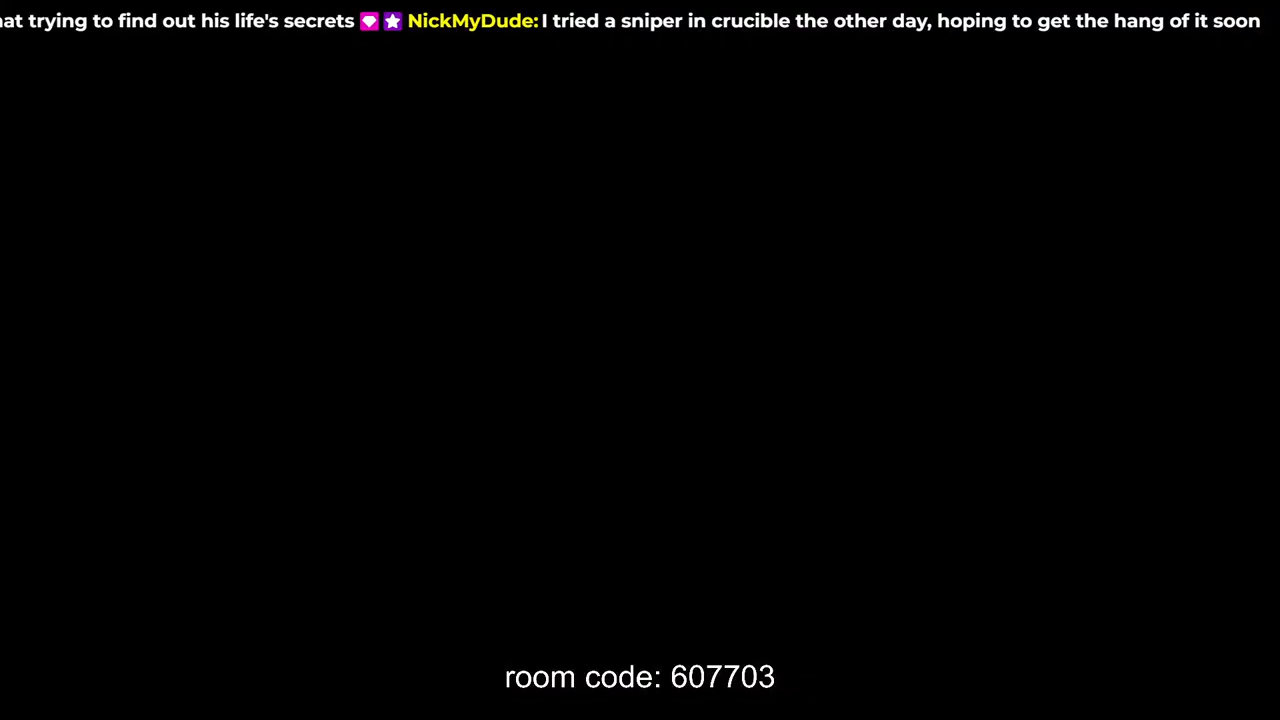 trying to find out his life's secrets NickMyDude: I tried a sniper in crucible the other day, hoping to get the hang of it soon
room code: 607703